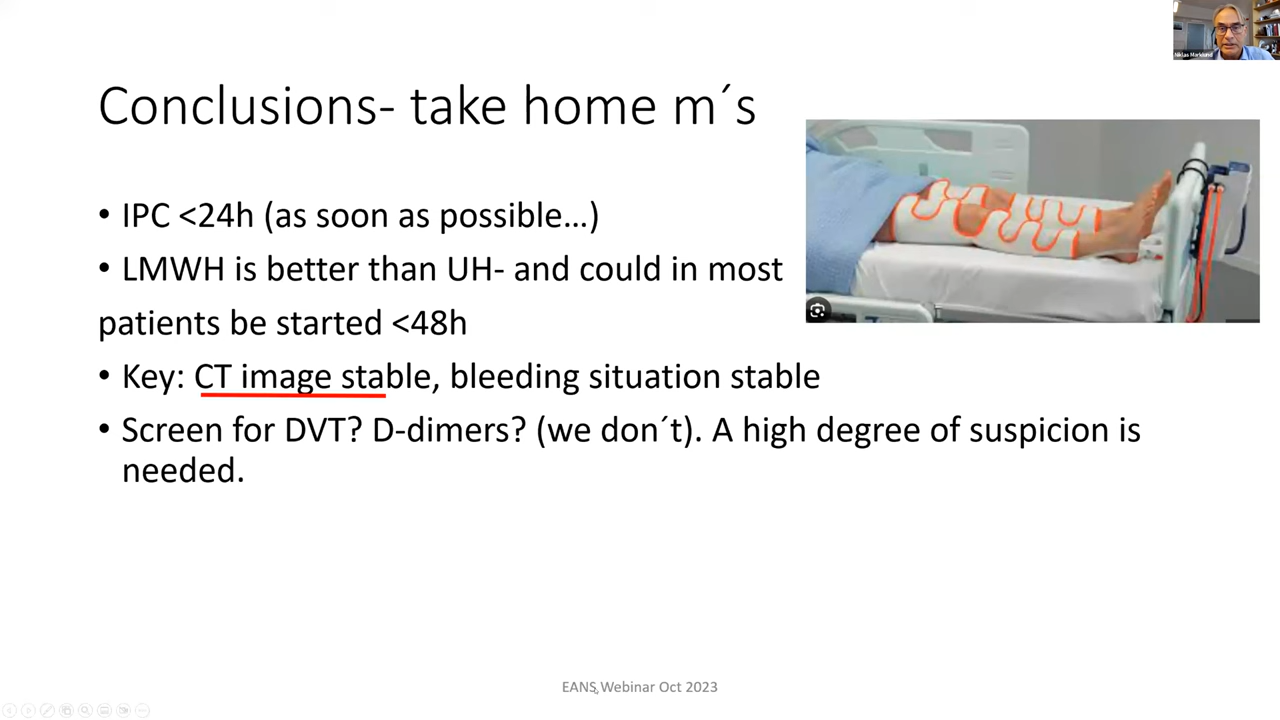 Niklas Marklund
Conclusions- take home m´s
• IPC <24h (as soon as possible…)
• LMWH is better than UH- and could in most
patients be started <48h
• Key: CT image stable, bleeding situation stable
• Screen for DVT? D-dimers? (we don´t). A high degree of suspicion is
needed.
EANS Webinar Oct 2023